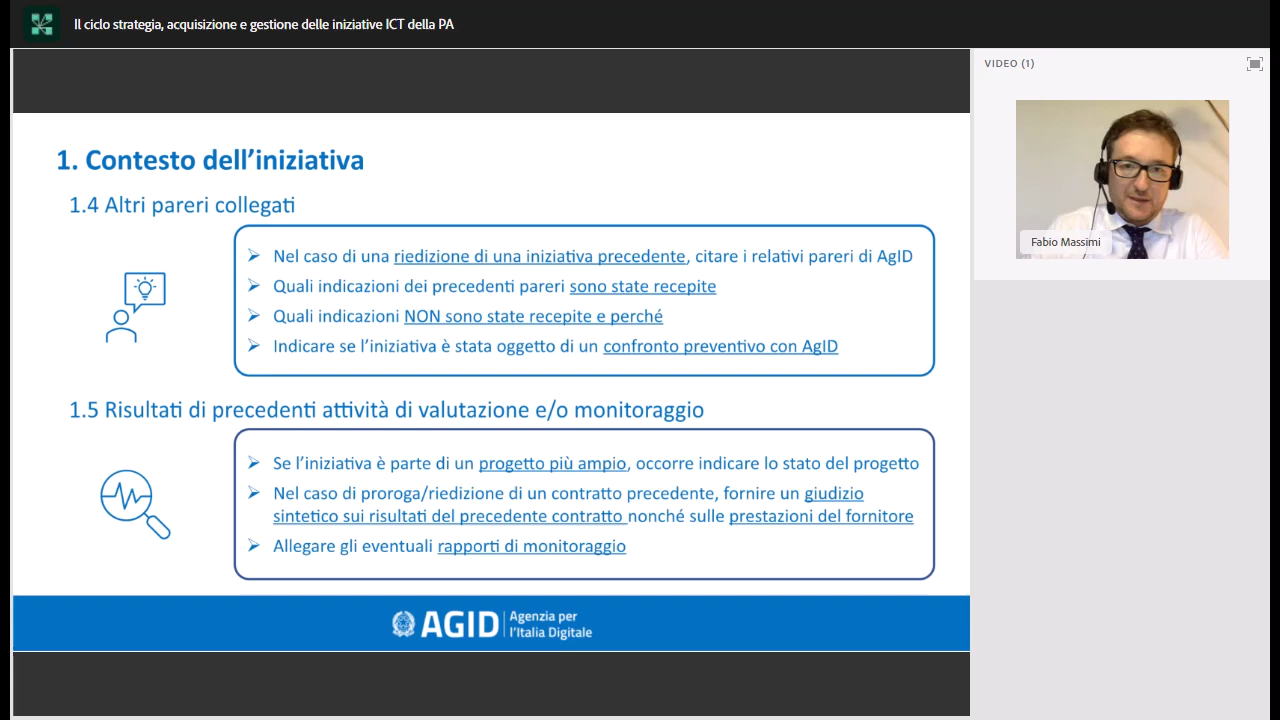 Il ciclo strategia, acquisizione e gestione delle iniziative ICT della PA
VIDEO (1)
Fabio Massimi
1. Contesto dell’iniziativa
1.4 Altri pareri collegati
Nel caso di una riedizione di una iniziativa precedente, citare i relativi pareri di AgID
Quali indicazioni dei precedenti pareri sono state recepite
Quali indicazioni NON sono state recepite e perché
Indicare se l’iniziativa è stata oggetto di un confronto preventivo con AgID
1.5 Risultati di precedenti attività di valutazione e/o monitoraggio
Se l’iniziativa è parte di un progetto più ampio, occorre indicare lo stato del progetto
Nel caso di proroga/riedizione di un contratto precedente, fornire un giudizio
sintetico sui risultati del precedente contratto nonché sulle prestazioni del fornitore
Allegare gli eventuali rapporti di monitoraggio
AGID
Agenzia per
l’Italia Digitale